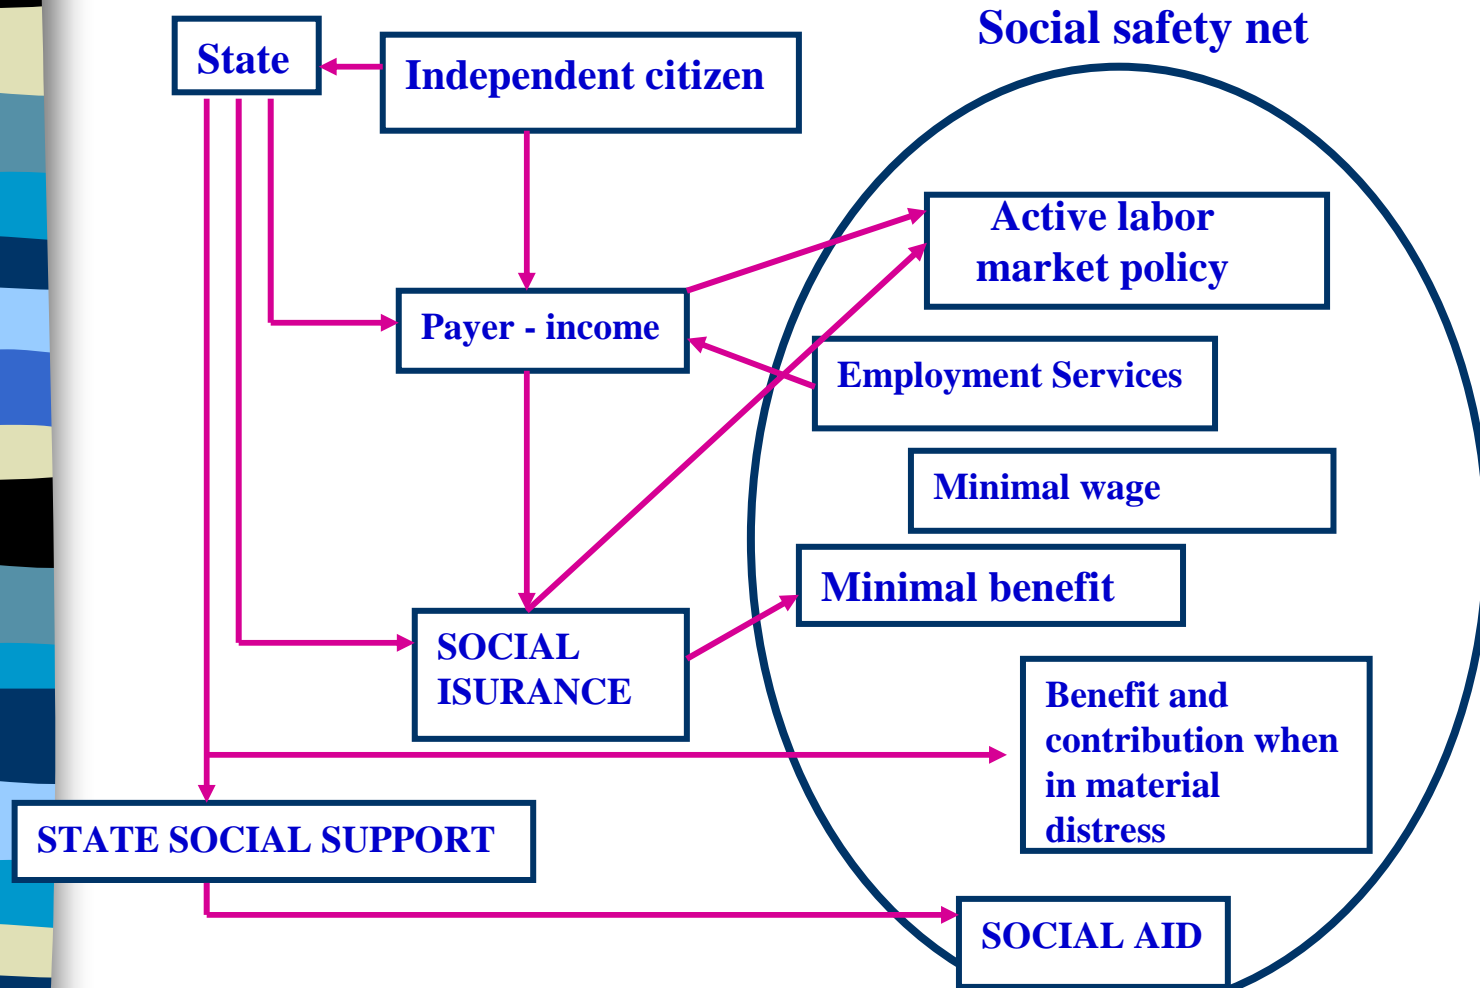 Social safety net
State
Independent citizen
Active labor
market policy
Payer - income
Employment Services
Minimal wage
Minimal benefit
SOCIAL
ISURANCE
Benefit and
contribution when
in material
distress
STATE SOCIAL SUPPORT
SOCIAL AID